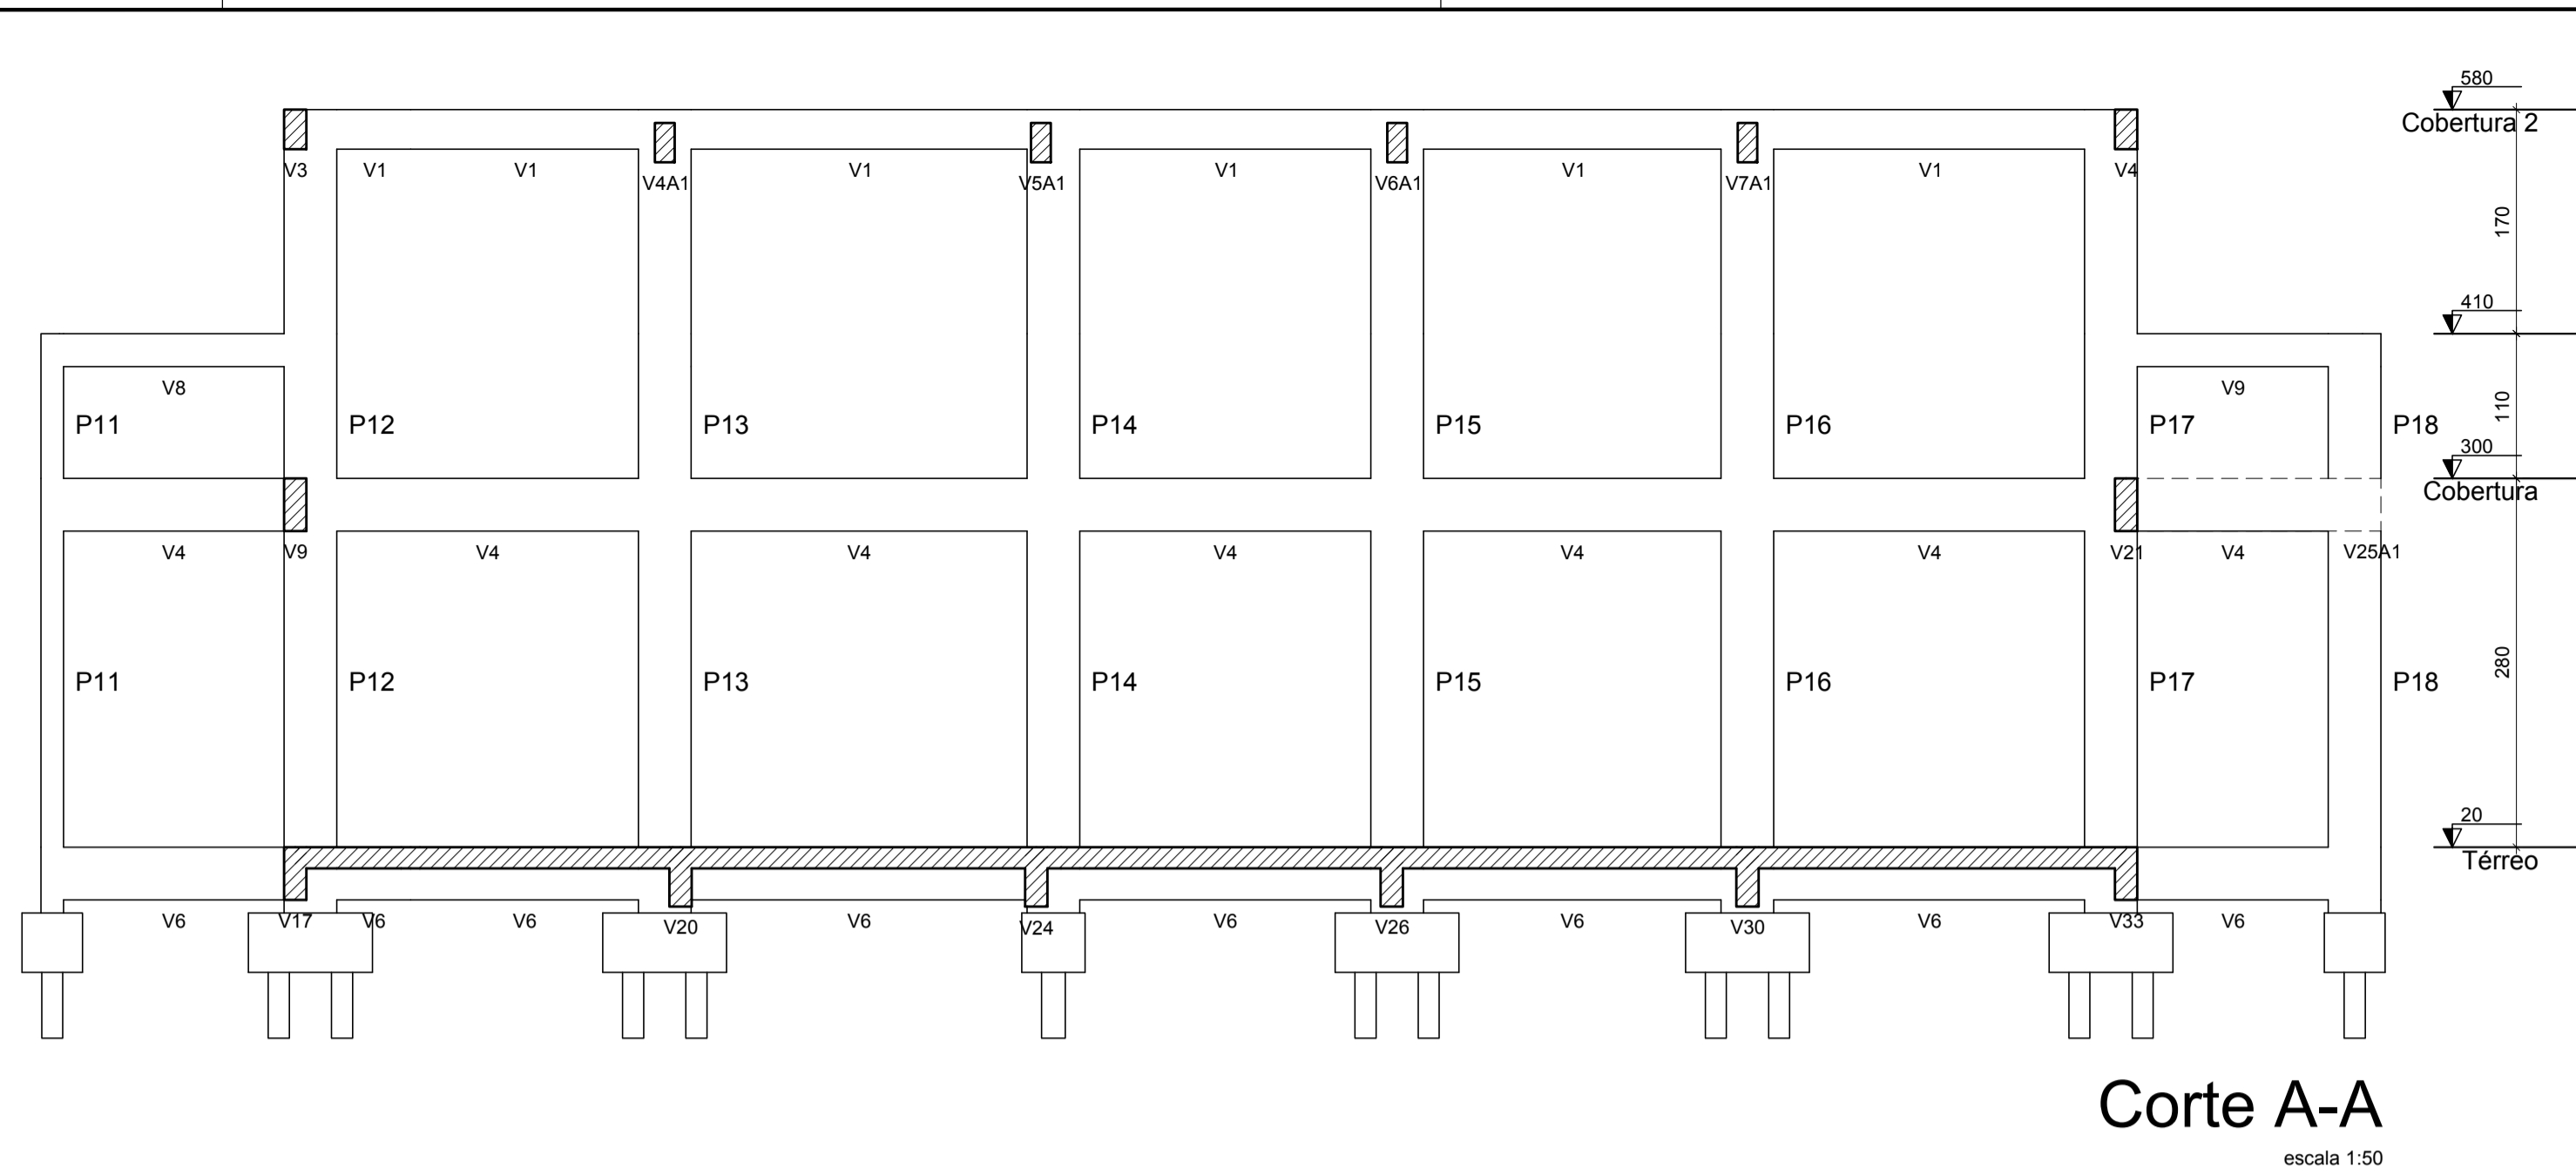 580
Cobertura 2
V3 V1 V1 V4A1 V1 V5A1 V1 V6A1 V1 V7A1 V1 V4
170
410
V8 V9
110
P11 P12 P13 P14 P15 P16 P17 P18
300
Cobertura
V4 V9 V4 V4 V4 V4 V4 V21 V4 V25A1
280
P11 P12 P13 P14 P15 P16 P17 P18
20
Térreo
V6 V17 V6 V6 V20 V6 V24 V6 V26 V6 V30 V6 V33 V6
Corte A-A
escala 1:50